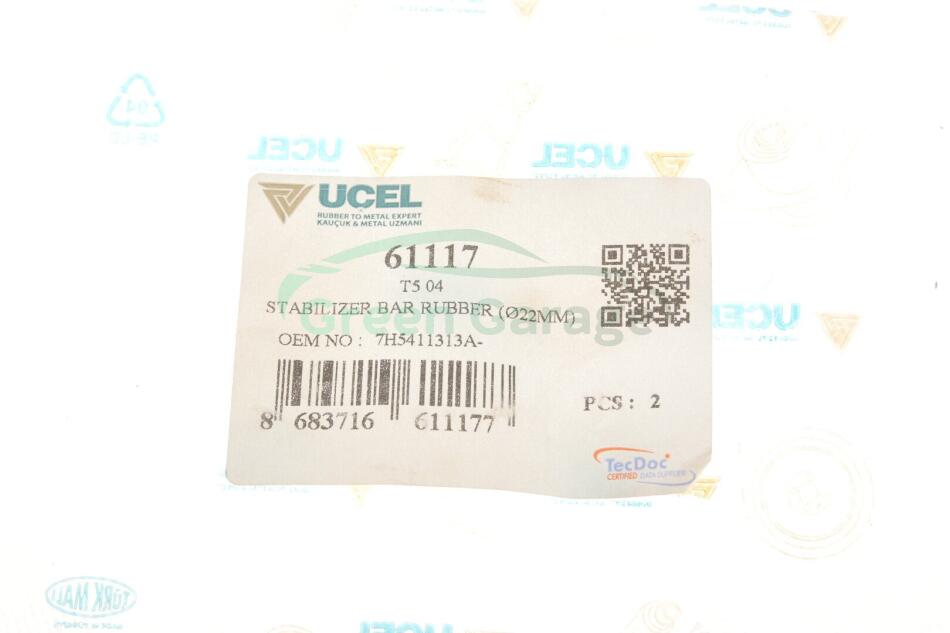 UCEL
UCEL
UÇEL
RUBBER TO METAL EXPERT
KAUÇUK & METAL UZMANI
61117
T5 04
STABILIZER BAR RUBBER (Ø22MM)
Green Garage
OEM NO : 7H5411313A-
8 683716 611177
PCS : 2
TecDoc
CERTIFIED DATA SUPPLIER
TÜRK MALI
UCEL
UCEL